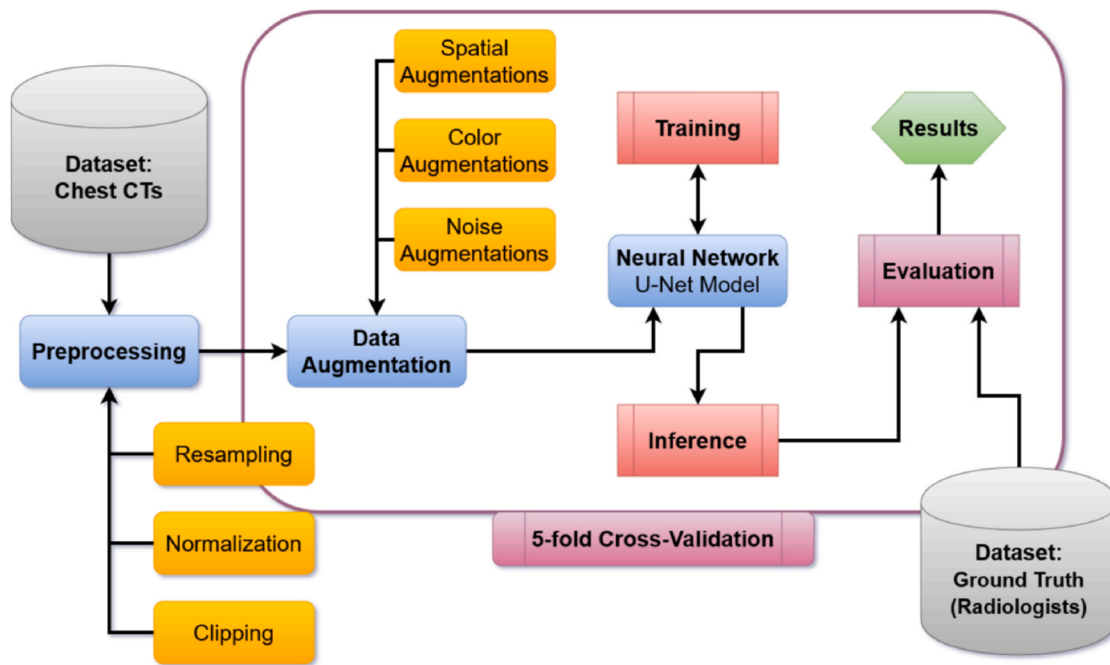 Spatial
Augmentations
Color
Augmentations
Noise
Augmentations
Dataset:
Chest CTs
Training
Results
Neural Network
U-Net Model
Evaluation
Preprocessing
Data
Augmentation
Inference
Resampling
Normalization
Clipping
5-fold Cross-Validation
Dataset:
Ground Truth
(Radiologists)